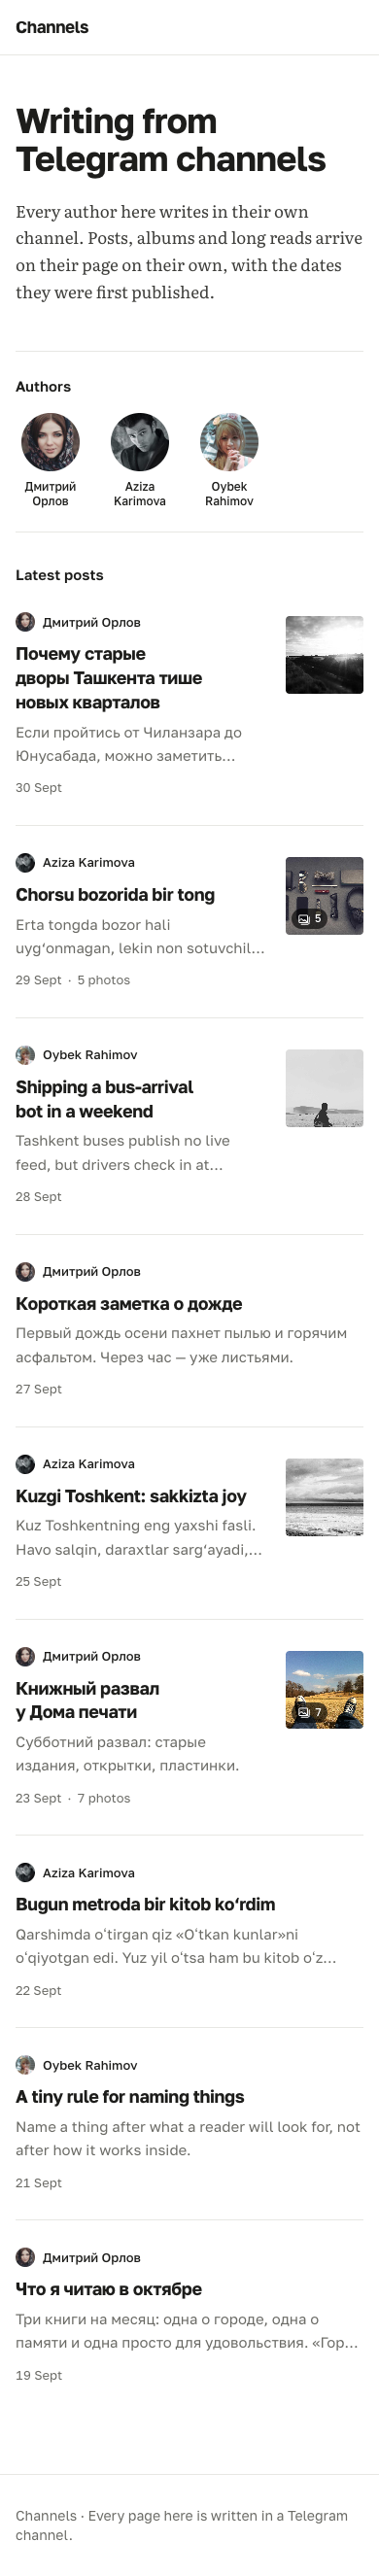 Channels
Writing from
Telegram channels
Every author here writes in their own
channel. Posts, albums and long reads arrive
on their page on their own, with the dates
they were first published.
Authors
Дмитрий
Орлов
Aziza
Karimova
Oybek
Rahimov
Latest posts
Дмитрий Орлов
Почему старые
дворы Ташкента тише
новых кварталов
Если пройтись от Чиланзара до
Юнусабада, можно заметить…
30 Sept
Aziza Karimova
Chorsu bozorida bir tong
Erta tongda bozor hali
uygʻonmagan, lekin non sotuvchil…
5
29 Sept · 5 photos
Oybek Rahimov
Shipping a bus-arrival
bot in a weekend
Tashkent buses publish no live
feed, but drivers check in at…
28 Sept
Дмитрий Орлов
Короткая заметка о дожде
Первый дождь осени пахнет пылью и горячим
асфальтом. Через час — уже листьями.
27 Sept
Aziza Karimova
Kuzgi Toshkent: sakkizta joy
Kuz Toshkentning eng yaxshi fasli.
Havo salqin, daraxtlar sargʻayadi,…
25 Sept
Дмитрий Орлов
Книжный развал
у Дома печати
Субботний развал: старые
издания, открытки, пластинки.
7
23 Sept · 7 photos
Aziza Karimova
Bugun metroda bir kitob koʻrdim
Qarshimda oʻtirgan qiz «Oʻtkan kunlar»ni
oʻqiyotgan edi. Yuz yil oʻtsa ham bu kitob oʻz…
22 Sept
Oybek Rahimov
A tiny rule for naming things
Name a thing after what a reader will look for, not
after how it works inside.
21 Sept
Дмитрий Орлов
Что я читаю в октябре
Три книги на месяц: одна о городе, одна о
памяти и одна просто для удовольствия. «Гор…
19 Sept
Channels · Every page here is written in a Telegram
channel.